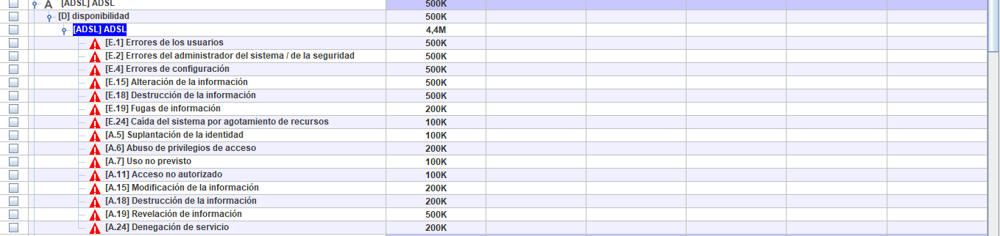 [ADSL] ADSL 500K
[D] disponibilidad 500K
[ADSL] ADSL 4,4M
[E.1] Errores de los usuarios 500K
[E.2] Errores del administrador del sistema / de la seguridad 500K
[E.4] Errores de configuración 500K
[E.15] Alteración de la información 500K
[E.18] Destrucción de la información 500K
[E.19] Fugas de información 200K
[E.24] Caída del sistema por agotamiento de recursos 100K
[A.5] Suplantación de la identidad 100K
[A.6] Abuso de privilegios de acceso 200K
[A.7] Uso no previsto 100K
[A.11] Acceso no autorizado 100K
[A.15] Modificación de la información 200K
[A.18] Destrucción de la información 200K
[A.19] Revelación de información 500K
[A.24] Denegación de servicio 200K